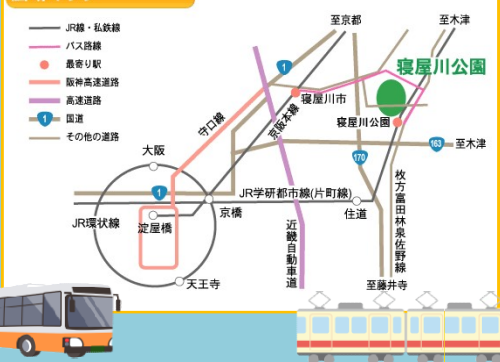 JR線・私鉄線
バス路線
最寄り駅
阪神高速道路
高速道路
1 国道
その他の道路
至京都
至木津
1
寝屋川公園
寝屋川市
寝屋川公園
守口線
京阪本線
163
至木津
170
大阪
1
JR学研都市線(片町線)
JR環状線
淀屋橋
京橋
住道
近畿自動車道
枚方富田林泉佐野線
天王寺
至藤井寺